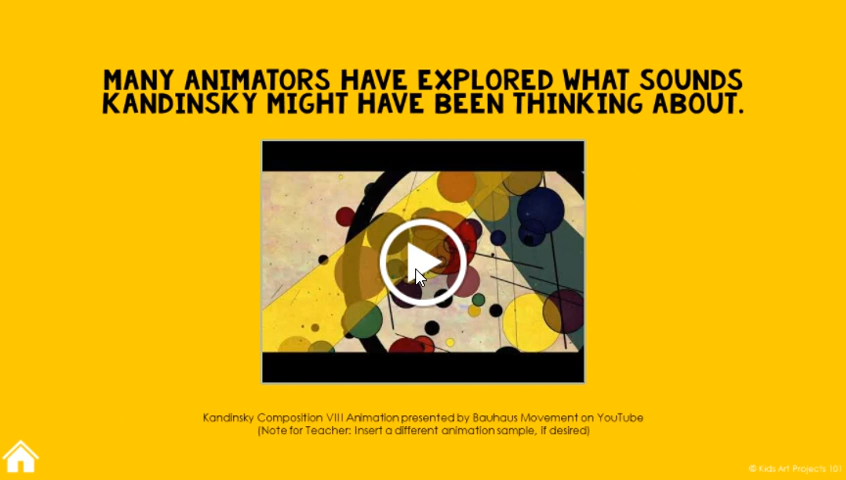 MANY ANIMATORS HAVE EXPLORED WHAT SOUNDS
KANDINSKY MIGHT HAVE BEEN THINKING ABOUT.
Kandinsky Composition VIII Animation presented by Bauhaus Movement on YouTube
(Note for Teacher: Insert a different animation sample, if desired)
© Kids Art Projects 101